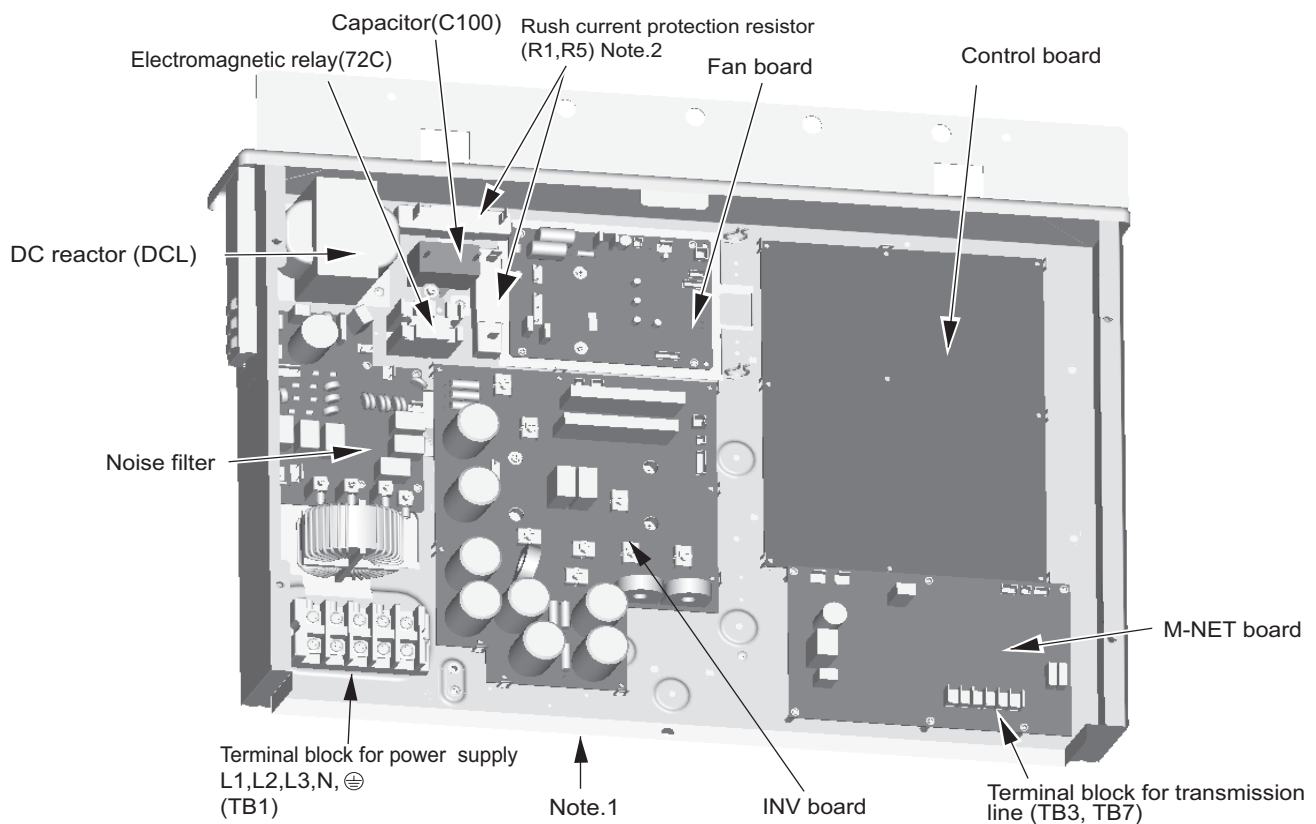 Capacitor(C100)
Rush current protection resistor
(R1,R5) Note.2
Electromagnetic relay(72C)
Fan board
Control board
DC reactor (DCL)
Noise filter
M-NET board
Terminal block for power supply
L1,L2,L3,N, ⏚
(TB1)
Note.1
INV board
Terminal block for transmission
line (TB3, TB7)